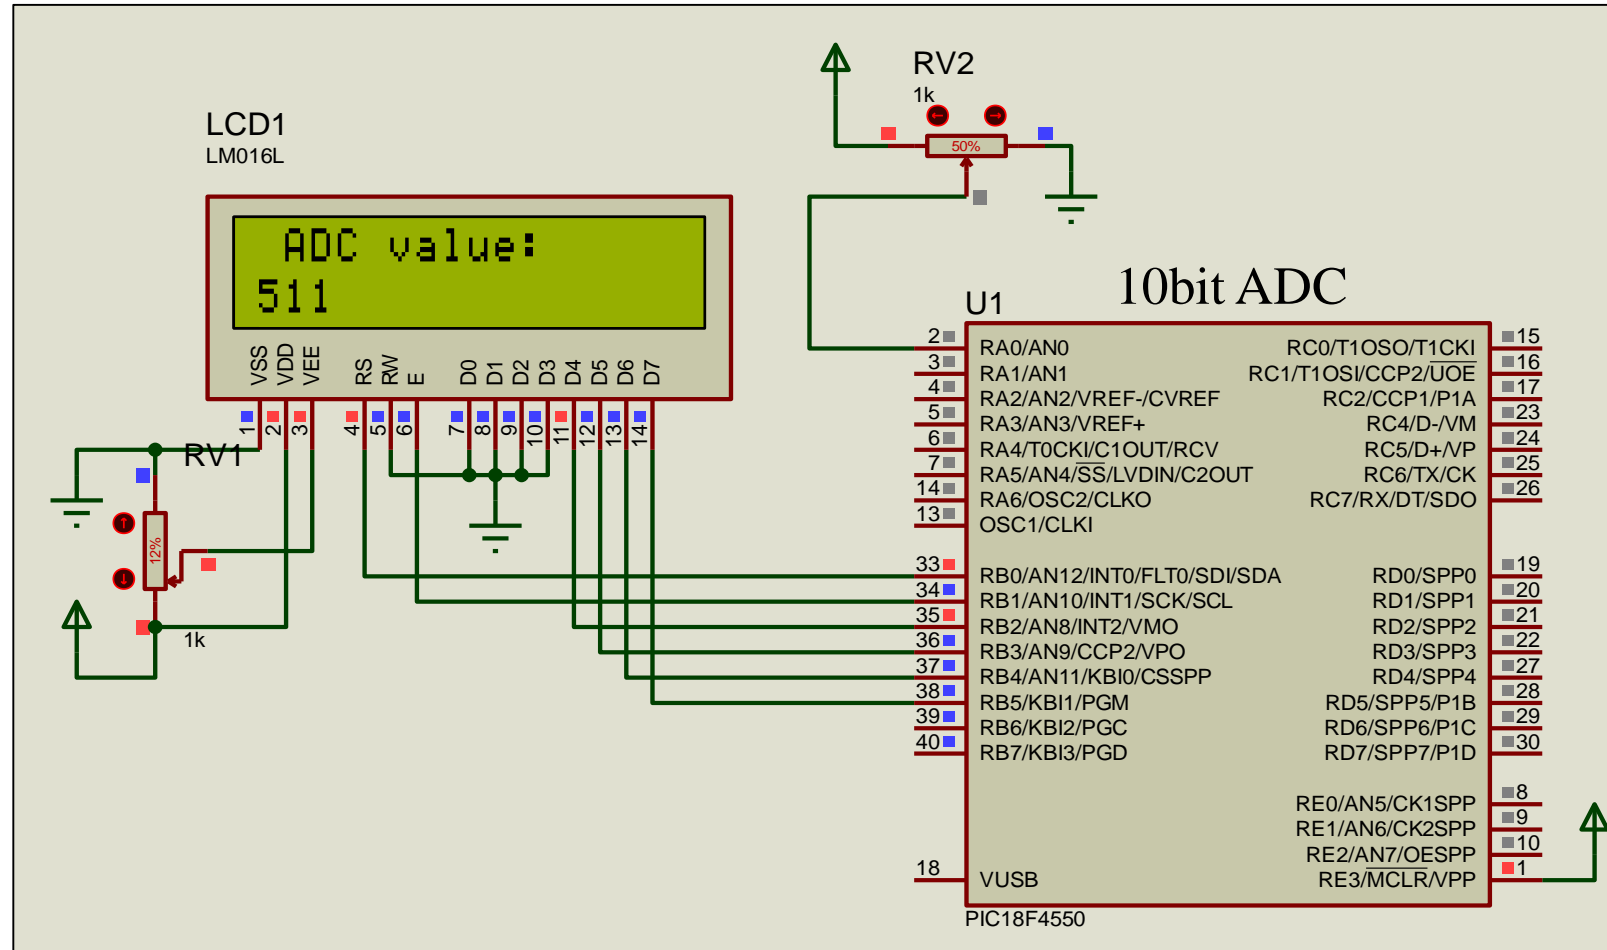 RV2
1k
50%
LCD1
LM016L
ADC value:
511
VSS
VDD
VEE
RS
RW
E
D0
D1
D2
D3
D4
D5
D6
D7
1
2
3
4
5
6
7
8
9
10
11
12
13
14
RV1
12%
1k
10bit ADC
U1
2 RA0/AN0
3 RA1/AN1
4 RA2/AN2/VREF-/CVREF
5 RA3/AN3/VREF+
6 RA4/T0CKI/C1OUT/RCV
7 RA5/AN4/SS/LVDIN/C2OUT
14 RA6/OSC2/CLKO
13 OSC1/CLKI
33 RB0/AN12/INT0/FLT0/SDI/SDA
34 RB1/AN10/INT1/SCK/SCL
35 RB2/AN8/INT2/VMO
36 RB3/AN9/CCP2/VPO
37 RB4/AN11/KBI0/CSSPP
38 RB5/KBI1/PGM
39 RB6/KBI2/PGC
40 RB7/KBI3/PGD
18 VUSB
RC0/T1OSO/T1CKI 15
RC1/T1OSI/CCP2/UOE 16
RC2/CCP1/P1A 17
RC4/D-/VM 23
RC5/D+/VP 24
RC6/TX/CK 25
RC7/RX/DT/SDO 26
RD0/SPP0 19
RD1/SPP1 20
RD2/SPP2 21
RD3/SPP3 22
RD4/SPP4 27
RD5/SPP5/P1B 28
RD6/SPP6/P1C 29
RD7/SPP7/P1D 30
RE0/AN5/CK1SPP 8
RE1/AN6/CK2SPP 9
RE2/AN7/OESPP 10
RE3/MCLR/VPP 1
PIC18F4550